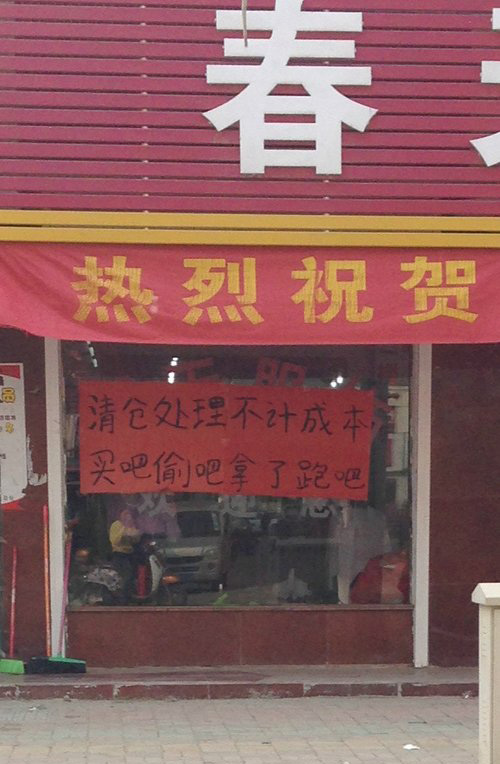 春
热烈祝贺
清仓处理不计成本
买吧偷吧拿了跑吧